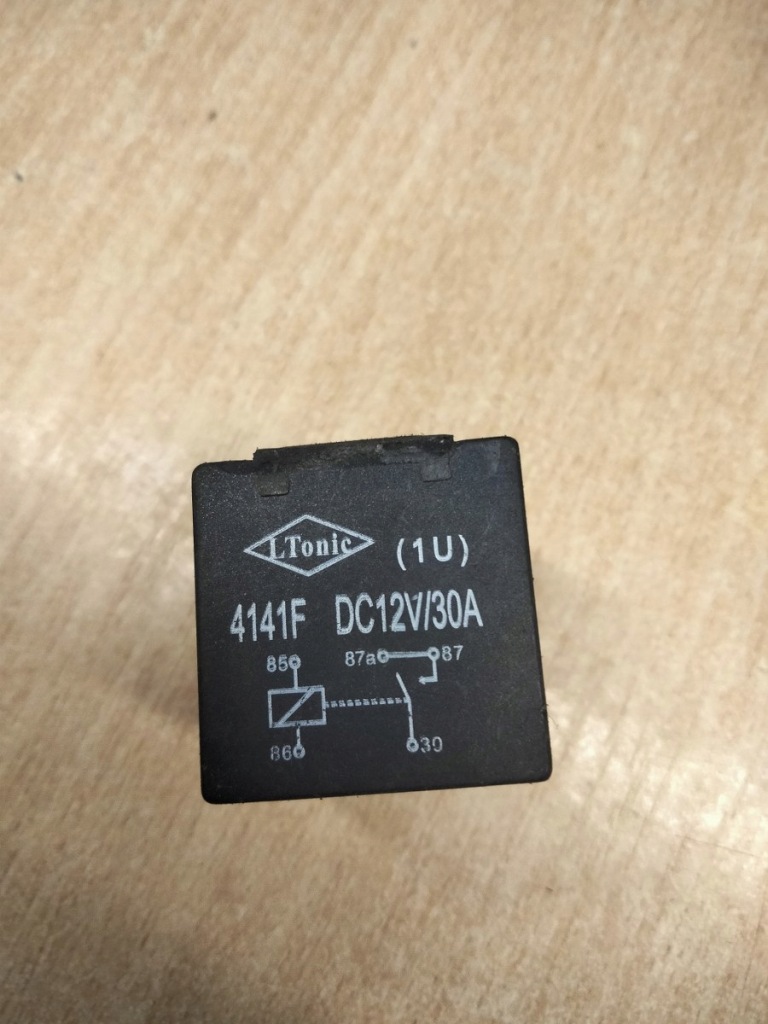 LTonic (1U)
4141F DC12V/30A
85 87a 87
86 30